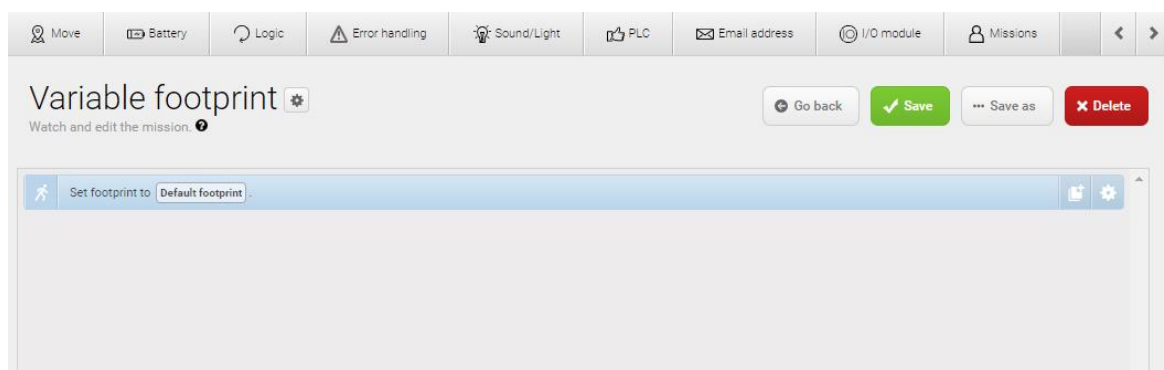 Move Battery Logic Error handling Sound/Light PLC Email address I/O module Missions
Variable footprint
Go back Save Save as Delete
Watch and edit the mission.
Set footprint to Default footprint .